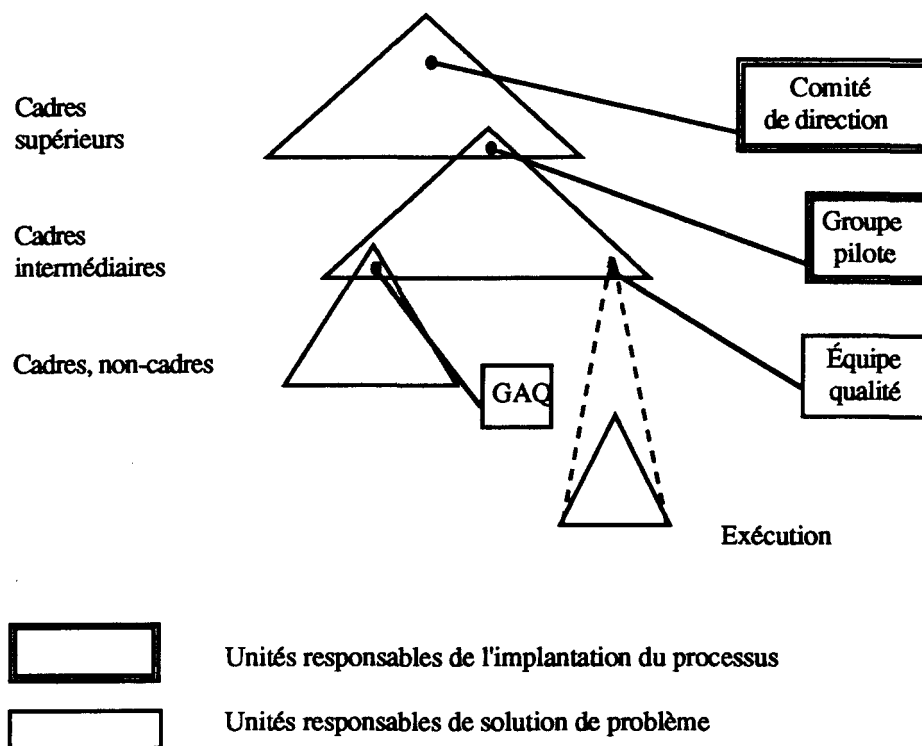 Cadres
supérieurs
Comité
de direction
Cadres
intermédiaires
Groupe
pilote
Cadres, non-cadres
GAQ
Équipe
qualité
Exécution
Unités responsables de l'implantation du processus
Unités responsables de solution de problème